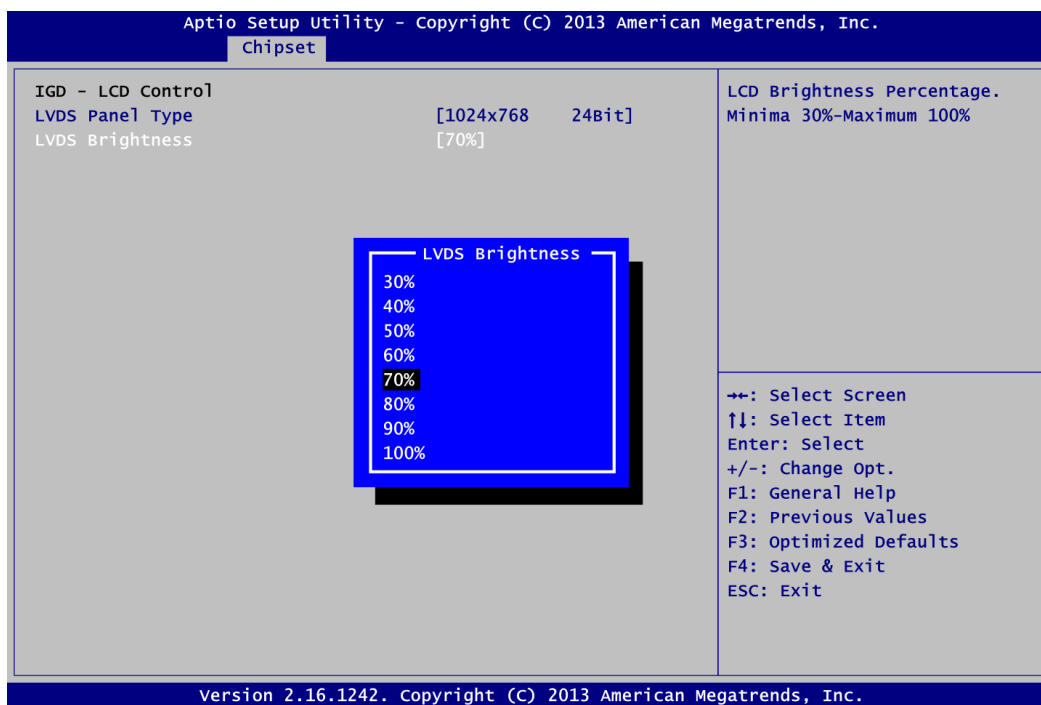 Aptio Setup Utility – Copyright (C) 2013 American Megatrends, Inc.
Chipset
IGD - LCD Control
LVDS Panel Type [1024x768 24Bit]
LVDS Brightness [70%]
LCD Brightness Percentage.
Minima 30%-Maximum 100%
LVDS Brightness
30%
40%
50%
60%
70%
80%
90%
100%
→←: Select Screen
↑↓: Select Item
Enter: Select
+/-: Change Opt.
F1: General Help
F2: Previous Values
F3: Optimized Defaults
F4: Save & Exit
ESC: Exit
Version 2.16.1242. Copyright (C) 2013 American Megatrends, Inc.